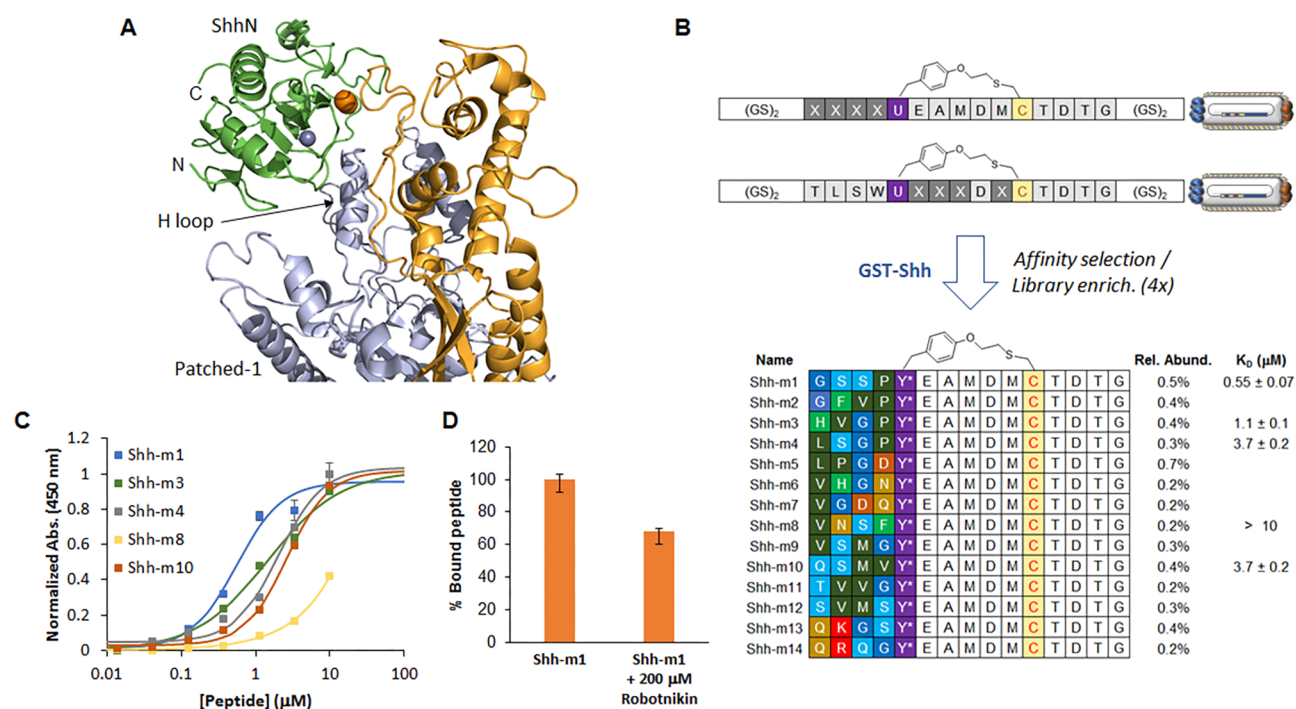 A
ShhN
C
N
H loop
Patched-1
B
O
S
(GS)2 X X X X U E A M D M C T D T G (GS)2
O
S
(GS)2 T L S W U X X X D X C T D T G (GS)2
GST-Shh
Affinity selection /
Library enrich. (4x)
O
S
Name Rel. Abund. KD (μM)
Shh-m1 G S S P Y* E A M D M C T D T G 0.5% 0.55 ± 0.07
Shh-m2 G F V P Y* E A M D M C T D T G 0.4%
Shh-m3 H V G P Y* E A M D M C T D T G 0.4% 1.1 ± 0.1
Shh-m4 L S G P Y* E A M D M C T D T G 0.3% 3.7 ± 0.2
Shh-m5 L P G D Y* E A M D M C T D T G 0.7%
Shh-m6 V H G N Y* E A M D M C T D T G 0.2%
Shh-m7 V G D Q Y* E A M D M C T D T G 0.2%
Shh-m8 V N S F Y* E A M D M C T D T G 0.2% > 10
Shh-m9 V S M G Y* E A M D M C T D T G 0.3%
Shh-m10 Q S M V Y* E A M D M C T D T G 0.4% 3.7 ± 0.2
Shh-m11 T V V G Y* E A M D M C T D T G 0.2%
Shh-m12 S V M S Y* E A M D M C T D T G 0.3%
Shh-m13 Q K G S Y* E A M D M C T D T G 0.4%
Shh-m14 Q R Q G Y* E A M D M C T D T G 0.2%
C
Normalized Abs. (450 nm)
1.2
1
0.8
0.6
0.4
0.2
0
Shh-m1
Shh-m3
Shh-m4
Shh-m8
Shh-m10
0.01 0.1 1 10 100
[Peptide] (μM)
D
% Bound peptide
120
100
80
60
40
20
0
Shh-m1
Shh-m1
+ 200 μM
Robotnikin